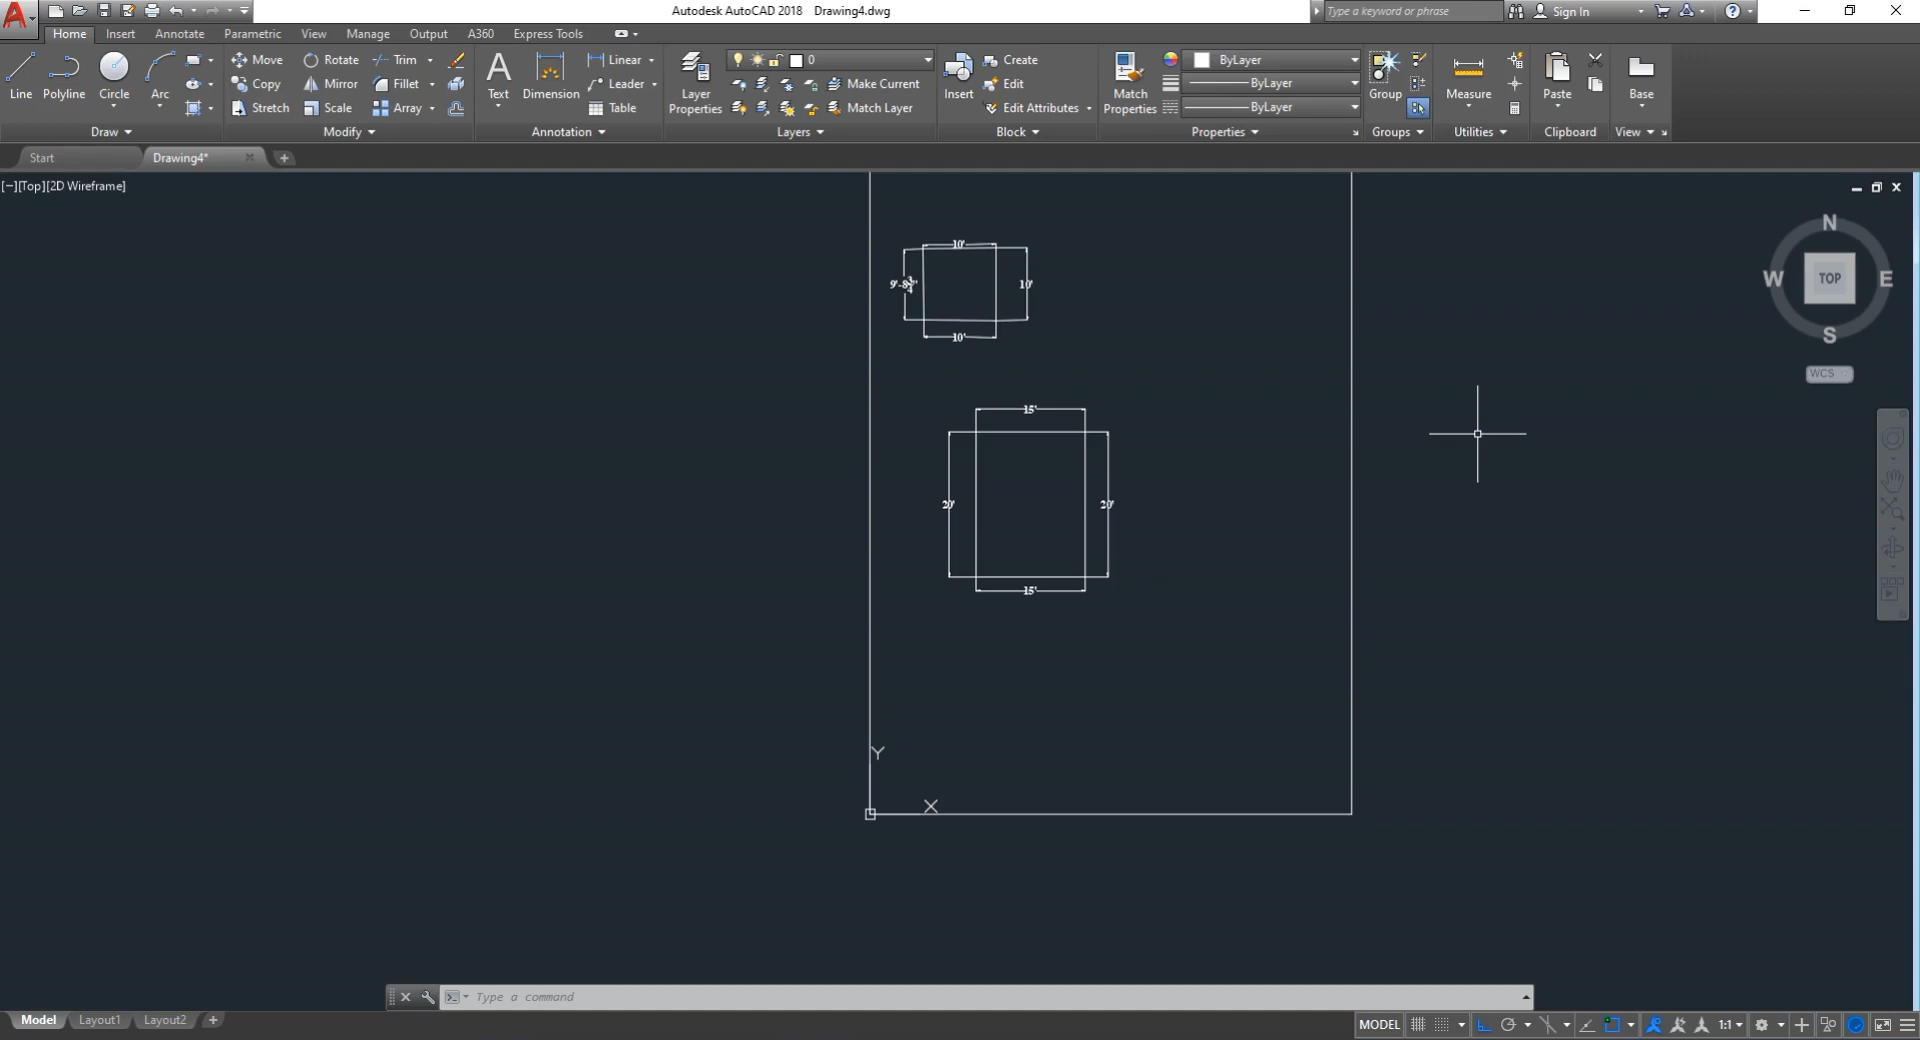 Autodesk AutoCAD 2018 Drawing4.dwg
Type a keyword or phrase
Sign In
Home Insert Annotate Parametric View Manage Output A360 Express Tools
Line Polyline Circle Arc
Draw
Move Rotate Trim
Copy Mirror Fillet
Stretch Scale Array
Modify
Text Dimension
Linear
Leader
Table
Annotation
Layer Properties
0
Make Current
Match Layer
Layers
Insert
Create
Edit
Edit Attributes
Block
Match Properties
ByLayer
ByLayer
ByLayer
Properties
Group
Groups
Measure
Utilities
Paste
Clipboard
Base
View
Start Drawing4*
[−][Top][2D Wireframe]
N
W TOP E
S
WCS
10'
9'-83/4" 10'
10'
15'
20' 20'
15'
Y
X
Type a command
Model Layout1 Layout2
MODEL 1:1